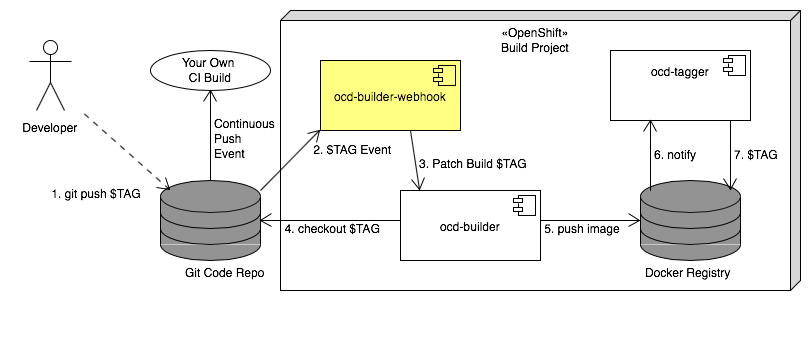 «OpenShift»
Build Project
Your Own
CI Build
ocd-tagger
ocd-builder-webhook
Developer
Continuous
Push
Event
2. $TAG Event
6. notify
7. $TAG
3. Patch Build $TAG
1. git push $TAG
4. checkout $TAG
ocd-builder
5. push image
Git Code Repo
Docker Registry